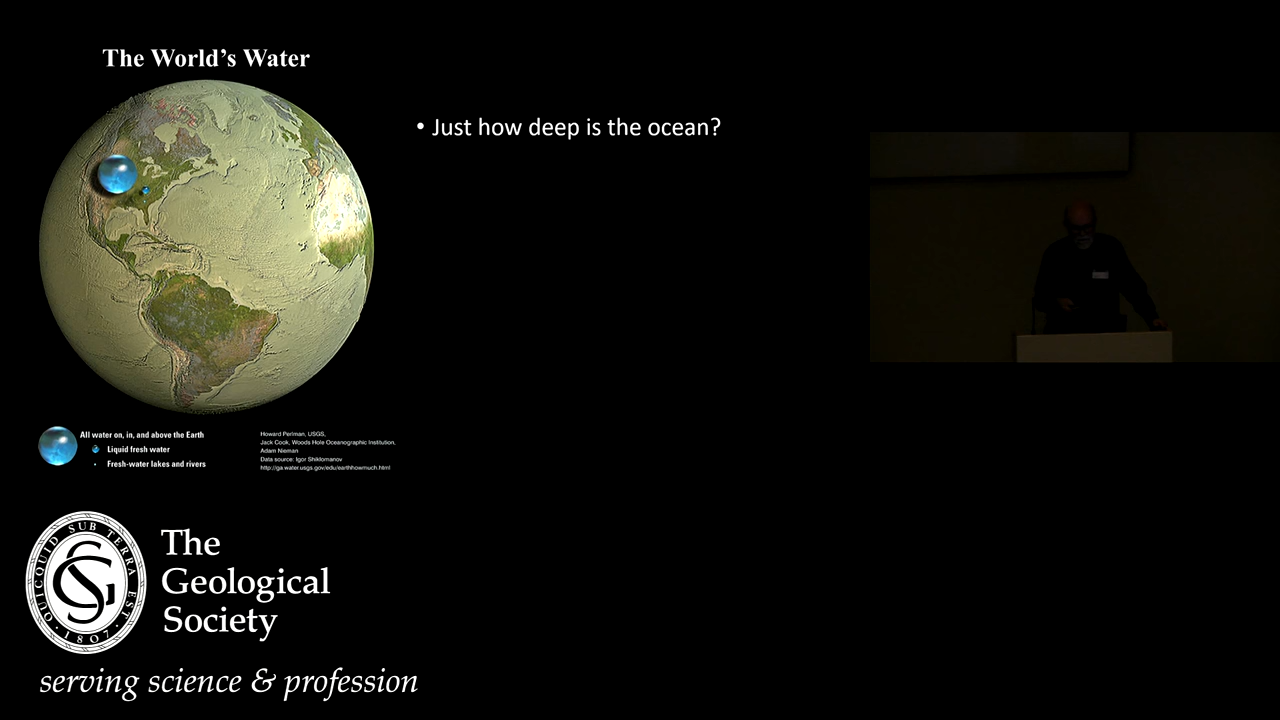 The World's Water
• Just how deep is the ocean?
All water on, in, and above the Earth
Liquid fresh water
Fresh-water lakes and rivers
Howard Perlman, USGS,
Jack Cook, Woods Hole Oceanographic Institution,
Adam Nieman
Data source: Igor Shiklomanov
http://ga.water.usgs.gov/edu/earthhowmuch.html
QUICQUID SUB TERRA EST
·1807·
The
Geological
Society
serving science & profession